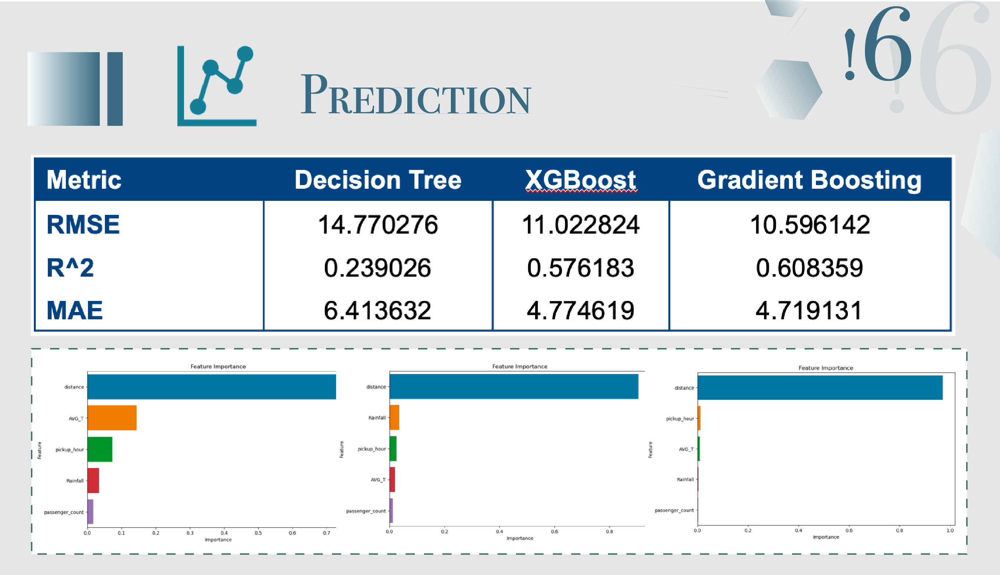 !6
!6
PREDICTION
Metric Decision Tree XGBoost Gradient Boosting
RMSE 14.770276 11.022824 10.596142
R^2 0.239026 0.576183 0.608359
MAE 6.413632 4.774619 4.719131
Feature Importance
distance
AVG_T
pickup_hour
Rainfall
passenger_count
Feature
0.0 0.1 0.2 0.3 0.4 0.5 0.6 0.7
Importance
Feature Importance
distance
Rainfall
pickup_hour
AVG_T
passenger_count
Feature
0.0 0.2 0.4 0.6 0.8
Importance
Feature Importance
distance
pickup_hour
AVG_T
Rainfall
passenger_count
Feature
0.0 0.2 0.4 0.6 0.8 1.0
Importance